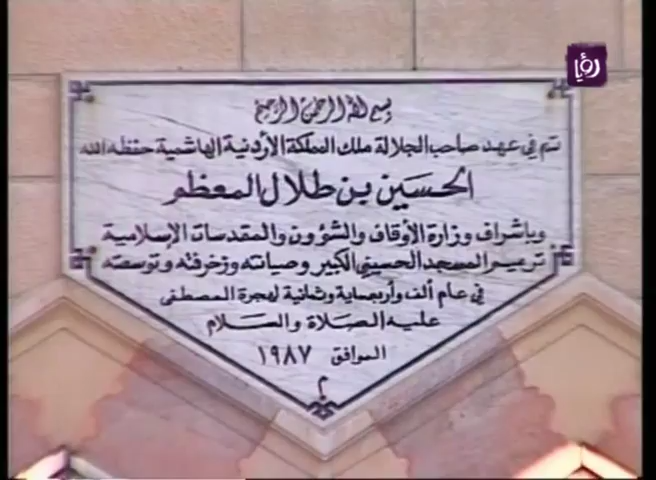 رؤيا
بسم الله الرحمن الرحيم
تم في عهد صاحب الجلالة ملك المملكة الأردنية الهاشمية حفظه الله
الحسين بن طلال المعظم
وباشراف وزارة الأوقاف والشؤون والمقدسات الإسلامية
ترميم المسجد الحسيني الكبير وصيانته وزخرفته وتوسعته
في عام ألف وأربعماية وثمانية لهجرة المصطفى
عليه الصلاة والسلام
الموافق ١٩٨٧
م